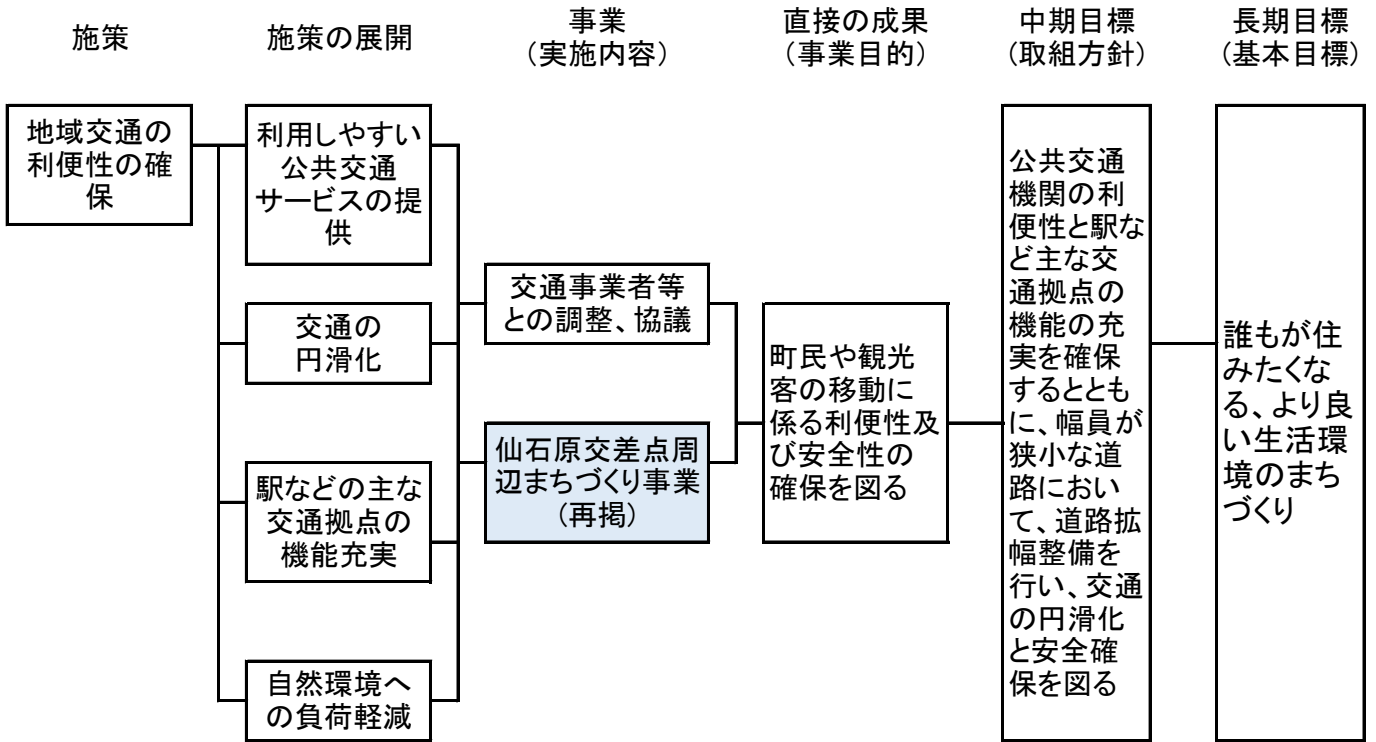 施策
施策の展開
事業
(実施内容)
直接の成果
(事業目的)
中期目標
(取組方針)
長期目標
(基本目標)
地域交通の
利便性の確
保
利用しやすい
公共交通
サービスの提
供
交通の
円滑化
駅などの主な
交通拠点の
機能充実
自然環境へ
の負荷軽減
交通事業者等
との調整、協議
仙石原交差点周
辺まちづくり事業
(再掲)
町民や観光
客の移動に
係る利便性及
び安全性の
確保を図る
公共交通
機関の利
便性と駅な
ど主な交
通拠点の
機能の充
実を確保
するととも
に、幅員が
狭小な道
路におい
て、道路拡
幅整備を
行い、交通
の円滑化
と安全確
保を図る
誰もが住
みたくな
る、より良
い生活環
境のまち
づくり